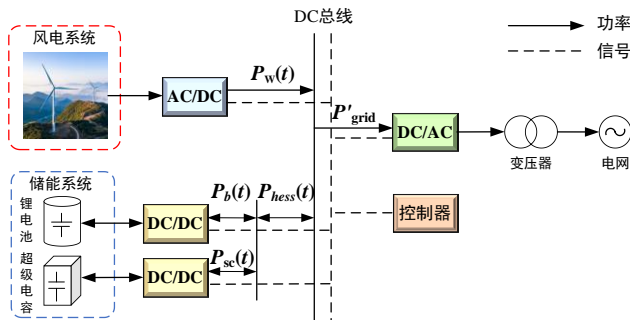 DC总线
功率
信号
风电系统
AC/DC
P_W(t)
P'_grid
DC/AC
变压器
电网
储能系统
锂电池
DC/DC
P_b(t)
P_hess(t)
控制器
超级电容
DC/DC
P_sc(t)